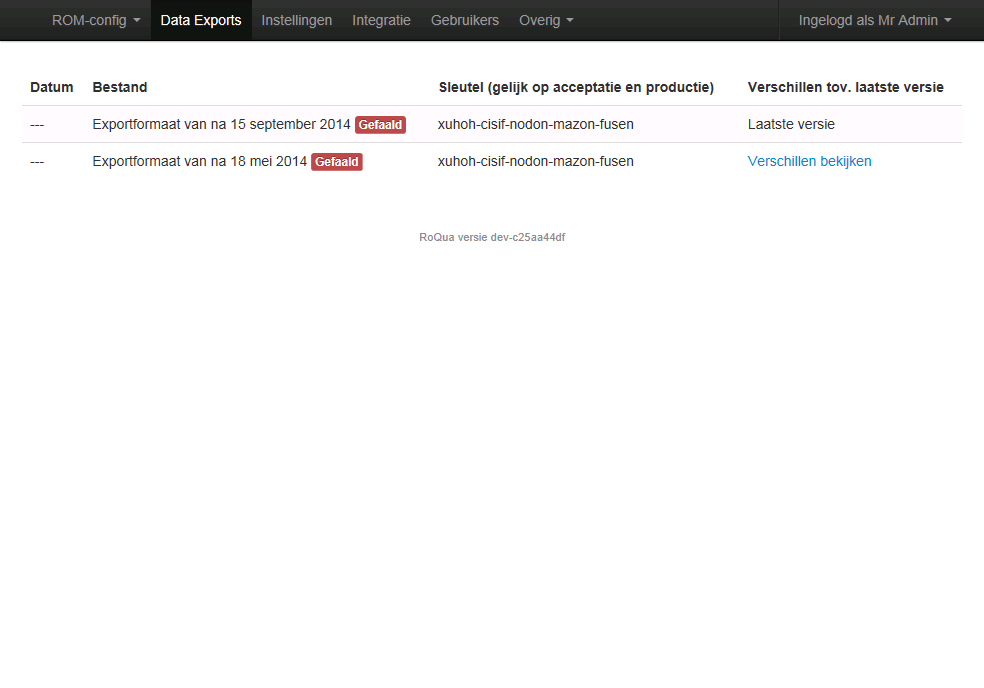 ROM-config Data Exports Instellingen Integratie Gebruikers Overig Ingelogd als Mr Admin
Datum Bestand Sleutel (gelijk op acceptatie en productie) Verschillen tov. laatste versie
--- Exportformaat van na 15 september 2014 Gefaald xuhoh-cisif-nodon-mazon-fusen Laatste versie
--- Exportformaat van na 18 mei 2014 Gefaald xuhoh-cisif-nodon-mazon-fusen Verschillen bekijken
RoQua versie dev-c25aa44df